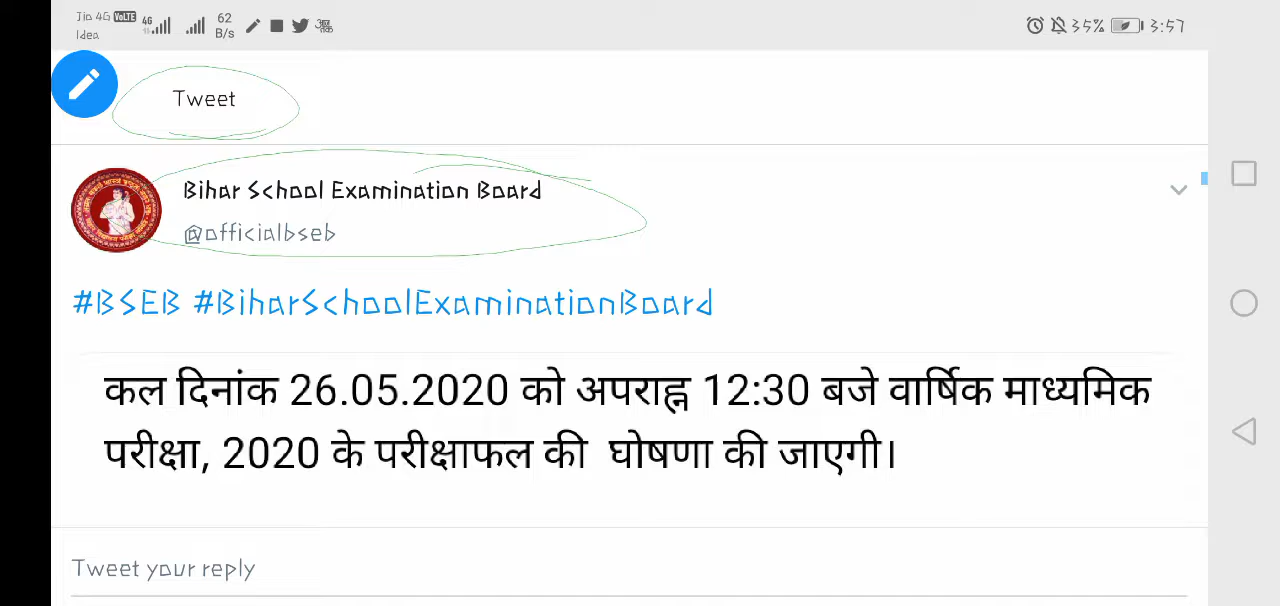 Jio 4G VoLTE
Idea
4G
62
B/s
35% 3:57
Tweet
Bihar School Examination Board
@officialbseb
#BSEB #BiharSchoolExaminationBoard
कल दिनांक 26.05.2020 को अपराह्न 12:30 बजे वार्षिक माध्यमिक
परीक्षा, 2020 के परीक्षाफल की घोषणा की जाएगी।
Tweet your reply